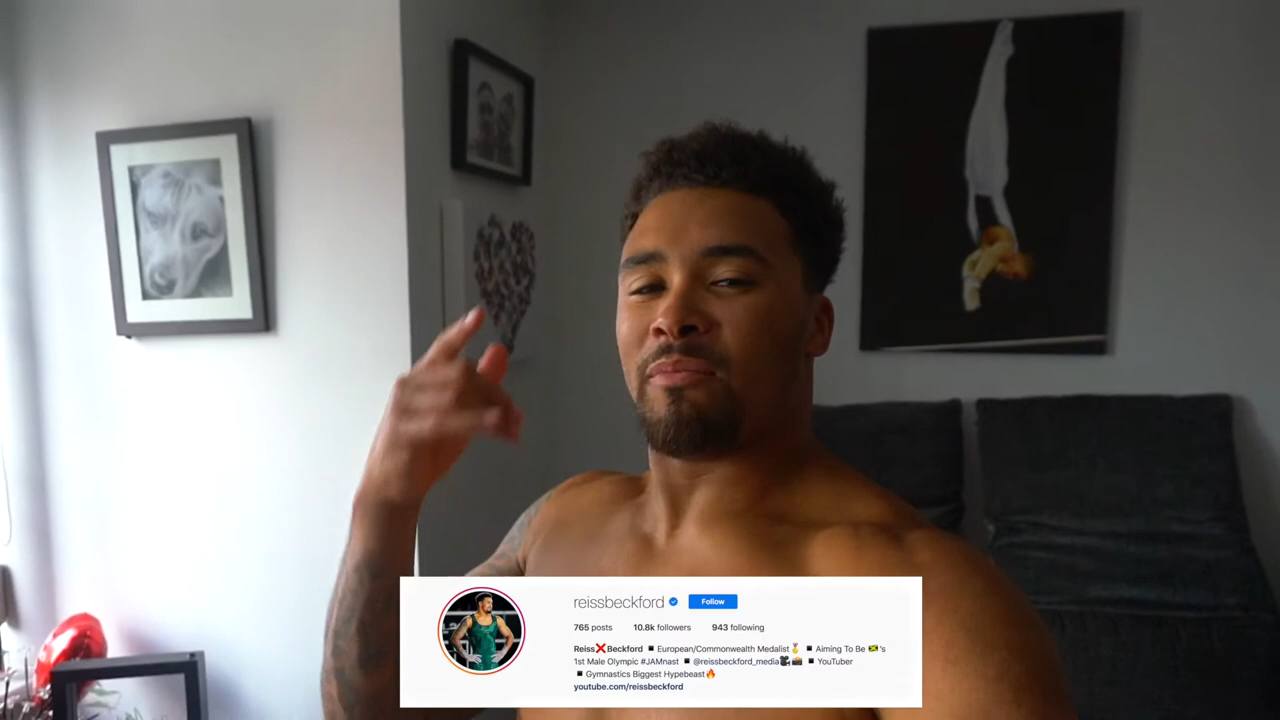 reissbeckford Follow
765 posts 10.8k followers 943 following
Reiss❌Beckford ◾ European/Commonwealth Medalist🏅 ◾ Aiming To Be 🇯🇲's
1st Male Olympic #JAMnast ◾ @reissbeckford_media🎥📸 ◾ YouTuber
◾ Gymnastics Biggest Hypebeast🔥
youtube.com/reissbeckford